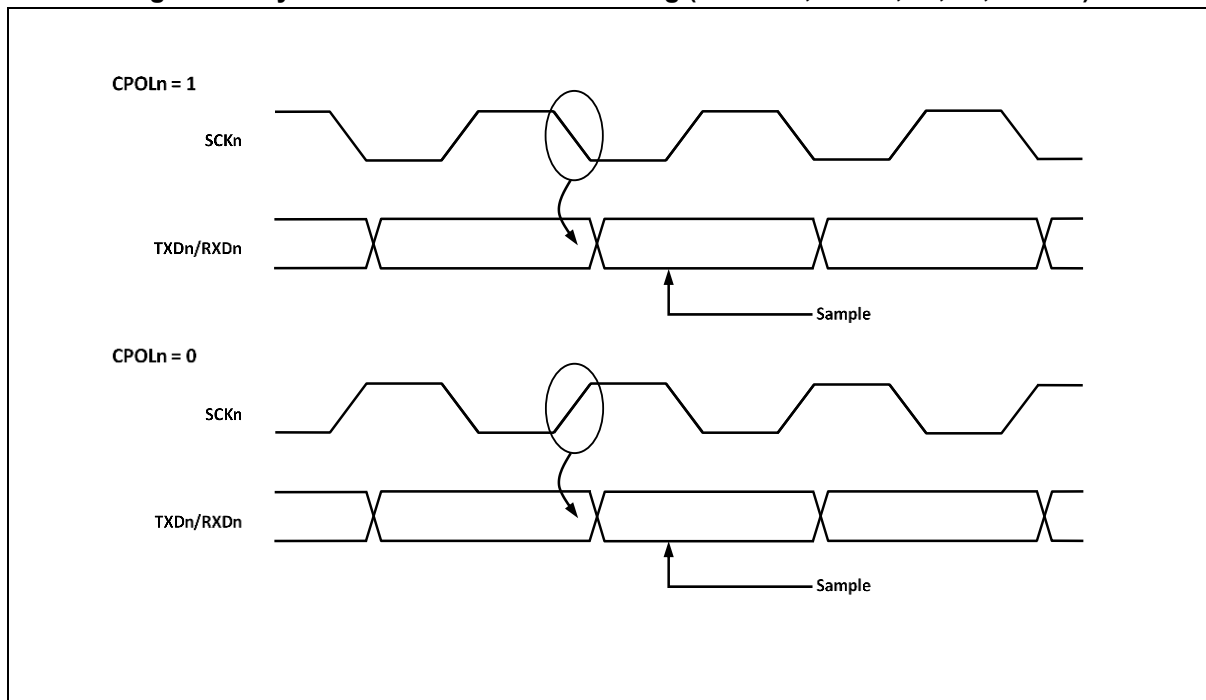 CPOLn = 1
SCKn
TXDn/RXDn
Sample
CPOLn = 0
SCKn
TXDn/RXDn
Sample